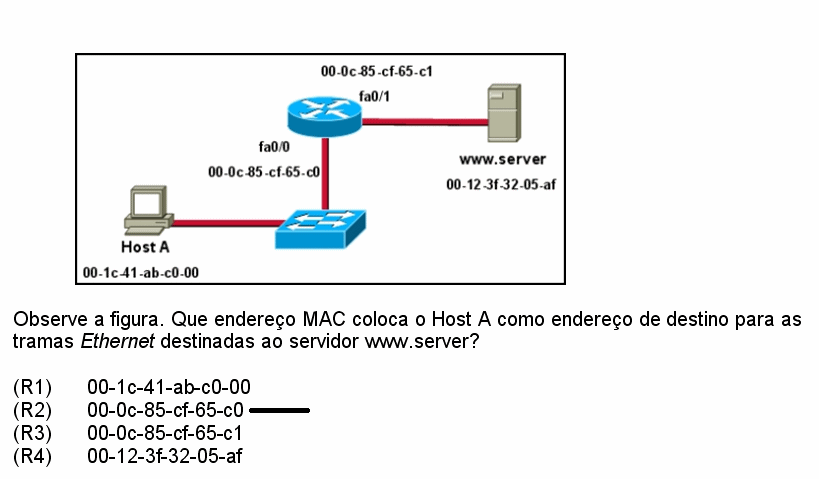 00-0c-85-cf-65-c1
fa0/1
fa0/0
www.server
00-0c-85-cf-65-c0
00-12-3f-32-05-af
Host A
00-1c-41-ab-c0-00
Observe a figura. Que endereço MAC coloca o Host A como endereço de destino para as
tramas Ethernet destinadas ao servidor www.server?
(R1) 00-1c-41-ab-c0-00
(R2) 00-0c-85-cf-65-c0
(R3) 00-0c-85-cf-65-c1
(R4) 00-12-3f-32-05-af